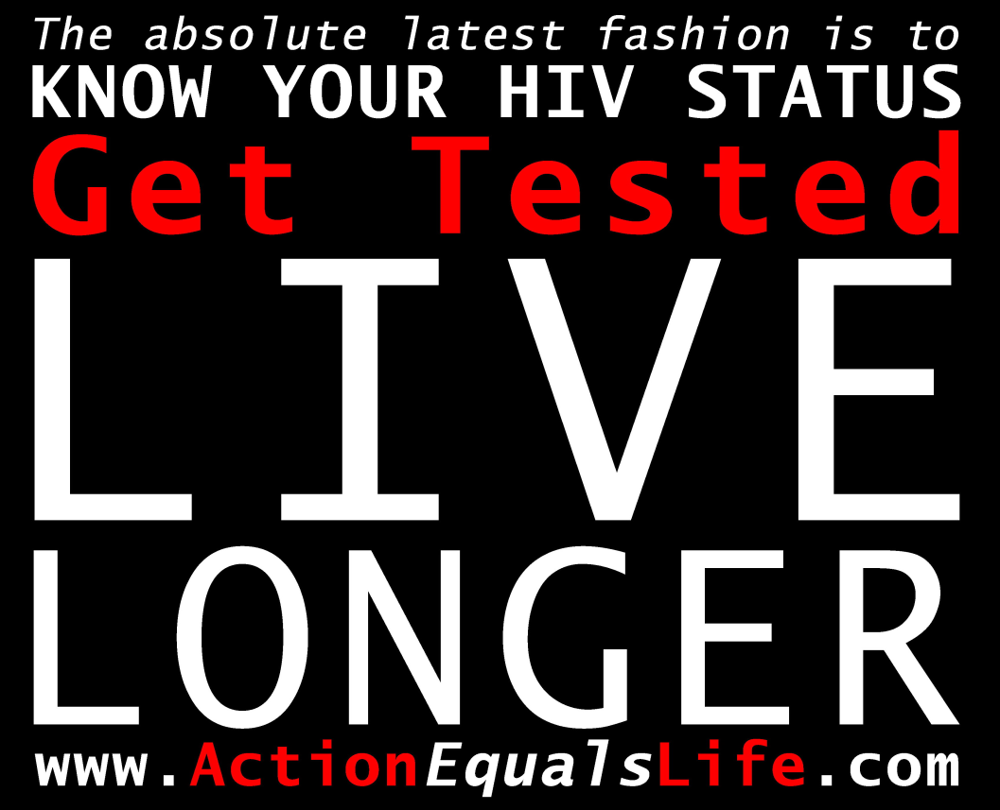 The absolute latest fashion is to
KNOW YOUR HIV STATUS
Get Tested
LIVE
LONGER
www.ActionEqualsLife.com